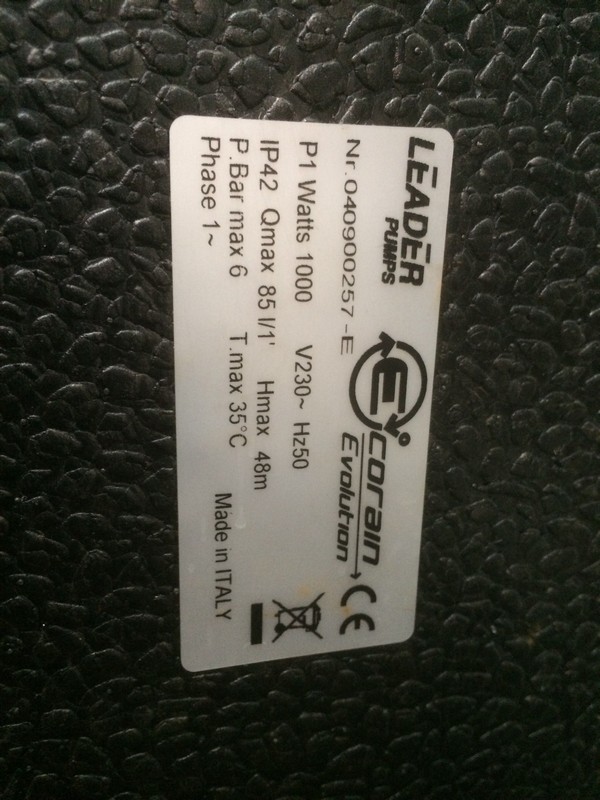 LEADER
PUMPS
Ecorain
Evolution
CE
Nr. 040900257-E
P1 Watts 1000 V230~ Hz50
IP42 Qmax 85 l/1' Hmax 48m
P.Bar max 6 T.max 35°C
Phase 1~ Made in ITALY